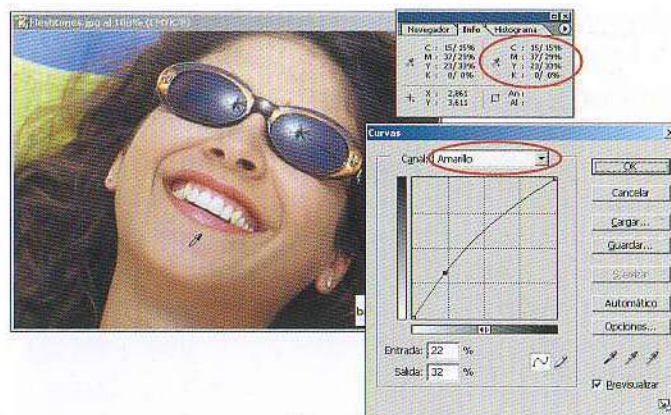 Fleshtones.jpg al 100% (CMYK/8)
Navegador Info Histograma
C : 15/ 15% C : 15/ 15%
M : 37/ 29% M : 37/ 29%
Y : 23/ 33% Y : 23/ 33%
K : 0/ 0% K : 0/ 0%
X : 2,861 An :
Y : 3,611 Al :
Curvas
Canal: Amarillo
OK
Cancelar
Cargar...
Guardar...
Suavizar
Automático
Opciones...
Entrada: 22 %
Salida: 32 %
Previsualizar